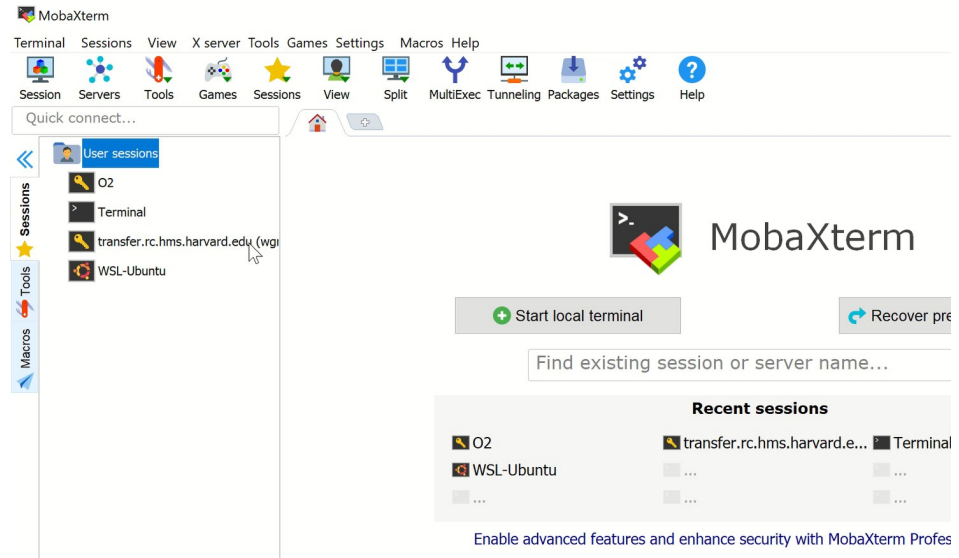 MobaXterm
Terminal Sessions View X server Tools Games Settings Macros Help
Session Servers Tools Games Sessions View Split MultiExec Tunneling Packages Settings Help
Quick connect...
User sessions
O2
Terminal
transfer.rc.hms.harvard.edu
WSL-Ubuntu
Sessions
Tools
Macros
MobaXterm
Start local terminal
Recover
Find existing session or server name...
Recent sessions
O2 transfer.rc.hms.harvard.e... Terminal
WSL-Ubuntu ... ...
... ... ...
Enable advanced features and enhance security with MobaXterm